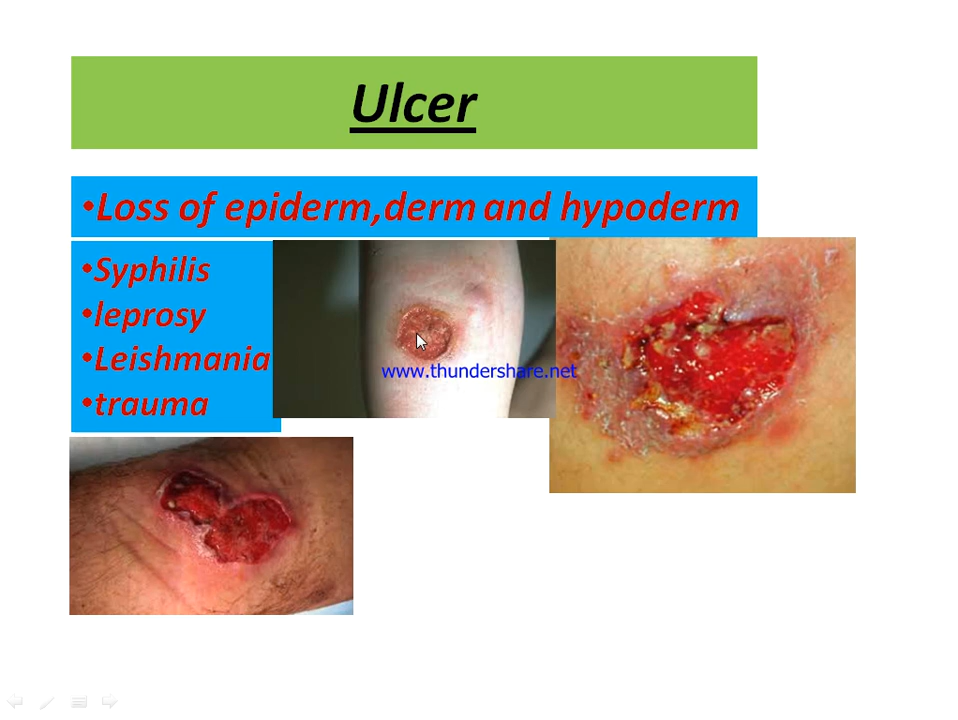 Ulcer
•Loss of epiderm,derm and hypoderm
•Syphilis
•leprosy
•Leishmania
•trauma
www.thundershare.net